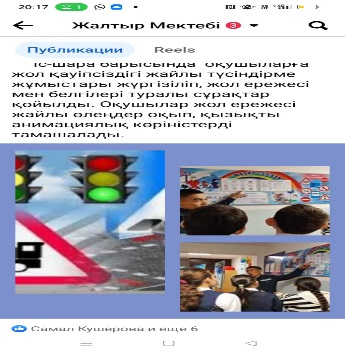 20:17
Жалтыр Мектебі 3
Публикации Reels
іс-шара барысында оқушыларға
жол қауіпсіздігі жайлы түсіндірме
жұмыстары жүргізіліп, жол ережесі
мен белгілері туралы сұрақтар
қойылды. Оқушылар жол ережесі
жайлы өлеңдер оқып, қызықты
анимациялық көріністерді
тамашалады.
Самал Кушерова и еще 6